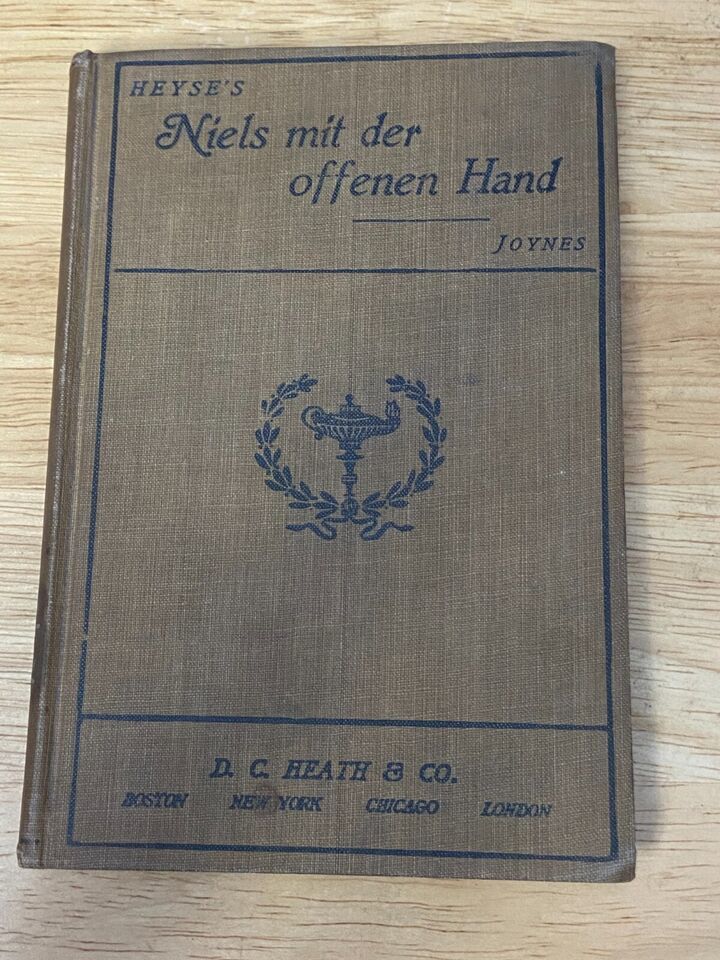 HEYSE'S
Niels mit der
offenen Hand
JOYNES
D. C. HEATH & CO.
BOSTON NEW YORK CHICAGO LONDON